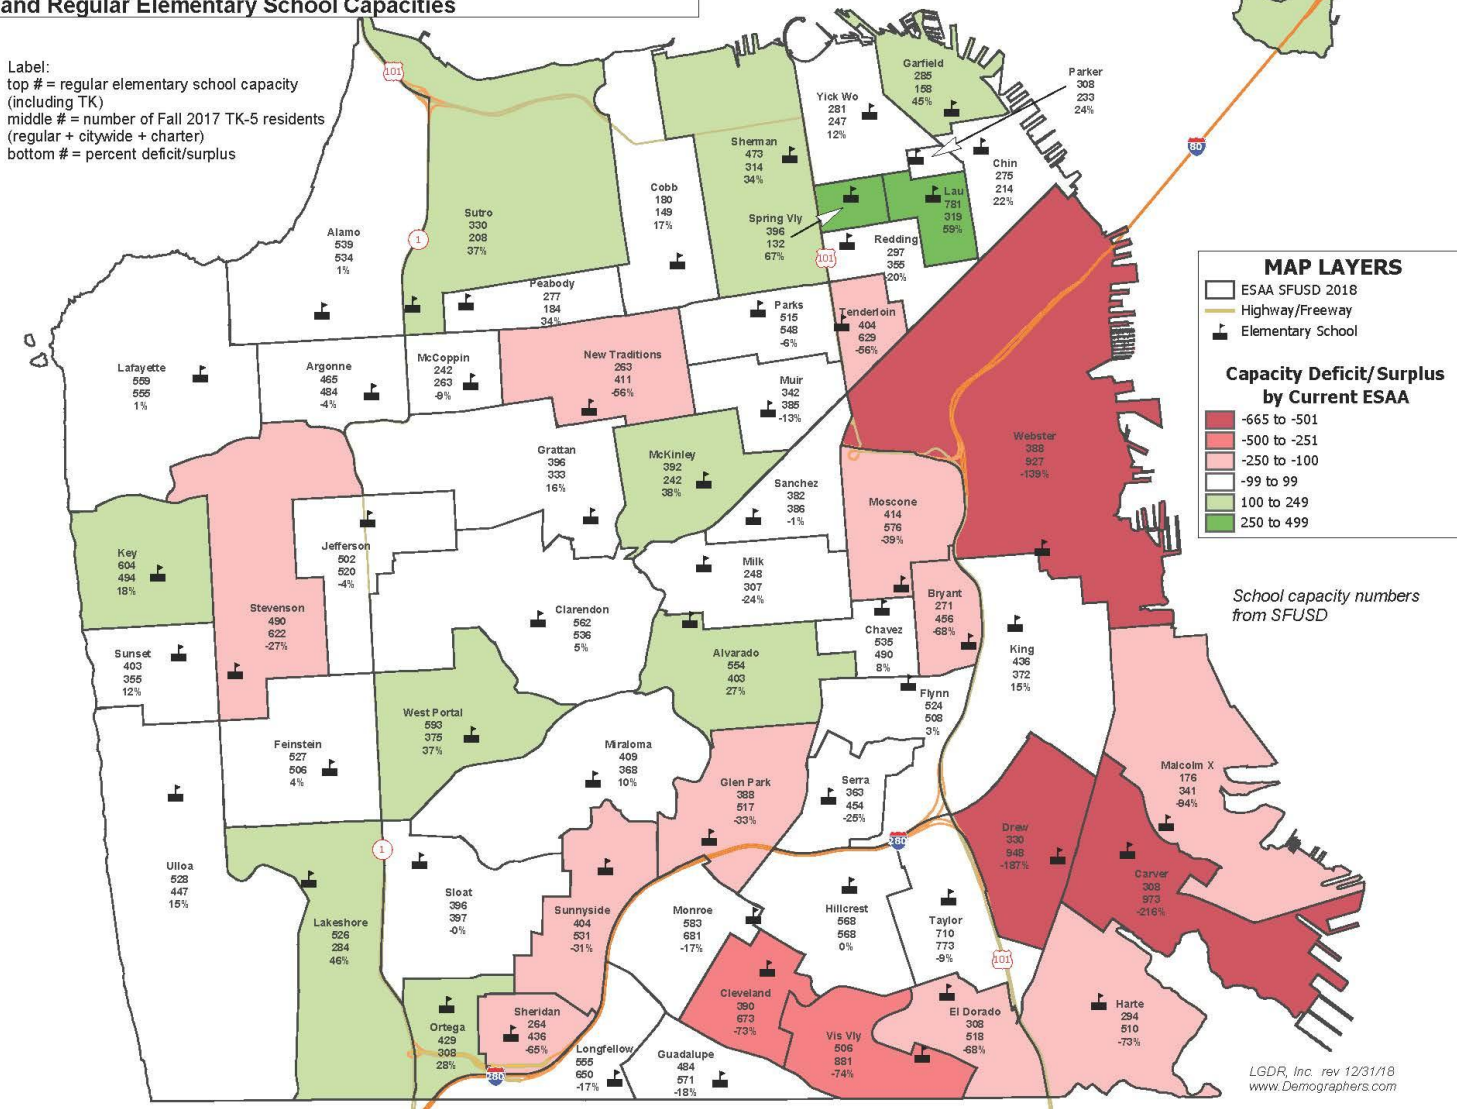 and Regular Elementary School Capacities
Label:
top # = regular elementary school capacity
(including TK)
middle # = number of Fall 2017 TK-5 residents
(regular + citywide + charter)
bottom # = percent deficit/surplus
101
Garfield
285
158
45%
Parker
308
233
24%
Yick Wo
281
247
12%
80
Sherman
473
314
34%
Chin
275
214
22%
Cobb
180
149
17%
Lau
781
319
59%
Sutro
330
208
37%
Spring Vly
396
132
67%
Alamo
539
534
1%
1
101
Redding
297
355
-20%
Peabody
277
184
34%
Parks
515
548
-6%
Tenderloin
404
629
-56%
New Traditions
263
411
-56%
McCoppin
242
263
-9%
Argonne
465
484
-4%
Lafayette
559
555
1%
Muir
342
385
-13%
MAP LAYERS
ESAA SFUSD 2018
Highway/Freeway
Elementary School
Capacity Deficit/Surplus
by Current ESAA
-665 to -501
-500 to -251
-250 to -100
-99 to 99
100 to 249
250 to 499
School capacity numbers
from SFUSD
Webster
388
927
-139%
Grattan
396
333
16%
McKinley
392
242
38%
Sanchez
382
386
-1%
Moscone
414
576
-39%
Key
604
494
18%
Jefferson
502
520
-4%
Milk
248
307
-24%
Bryant
271
456
-68%
Stevenson
490
622
-27%
Clarendon
562
536
5%
Chavez
535
490
8%
King
436
372
15%
Sunset
403
355
12%
Alvarado
554
403
27%
Flynn
524
508
3%
West Portal
593
375
37%
Feinstein
527
506
4%
Miraloma
409
368
10%
Glen Park
388
517
-33%
Serra
363
454
-25%
Malcolm X
176
341
-94%
Drew
330
948
-187%
280
1
Ulloa
528
447
15%
Carver
308
973
-216%
Sloat
396
397
-0%
Lakeshore
526
284
46%
Sunnyside
404
531
-31%
Monroe
583
681
-17%
Hillcrest
568
568
0%
Taylor
710
773
-9%
101
Cleveland
390
673
-73%
Harte
294
510
-73%
Sheridan
264
436
-65%
El Dorado
308
518
-68%
Ortega
429
308
28%
Vis Vly
506
881
-74%
Longfellow
555
650
-17%
Guadalupe
484
571
-18%
280
LGDR, Inc. rev 12/31/18
www.Demographers.com